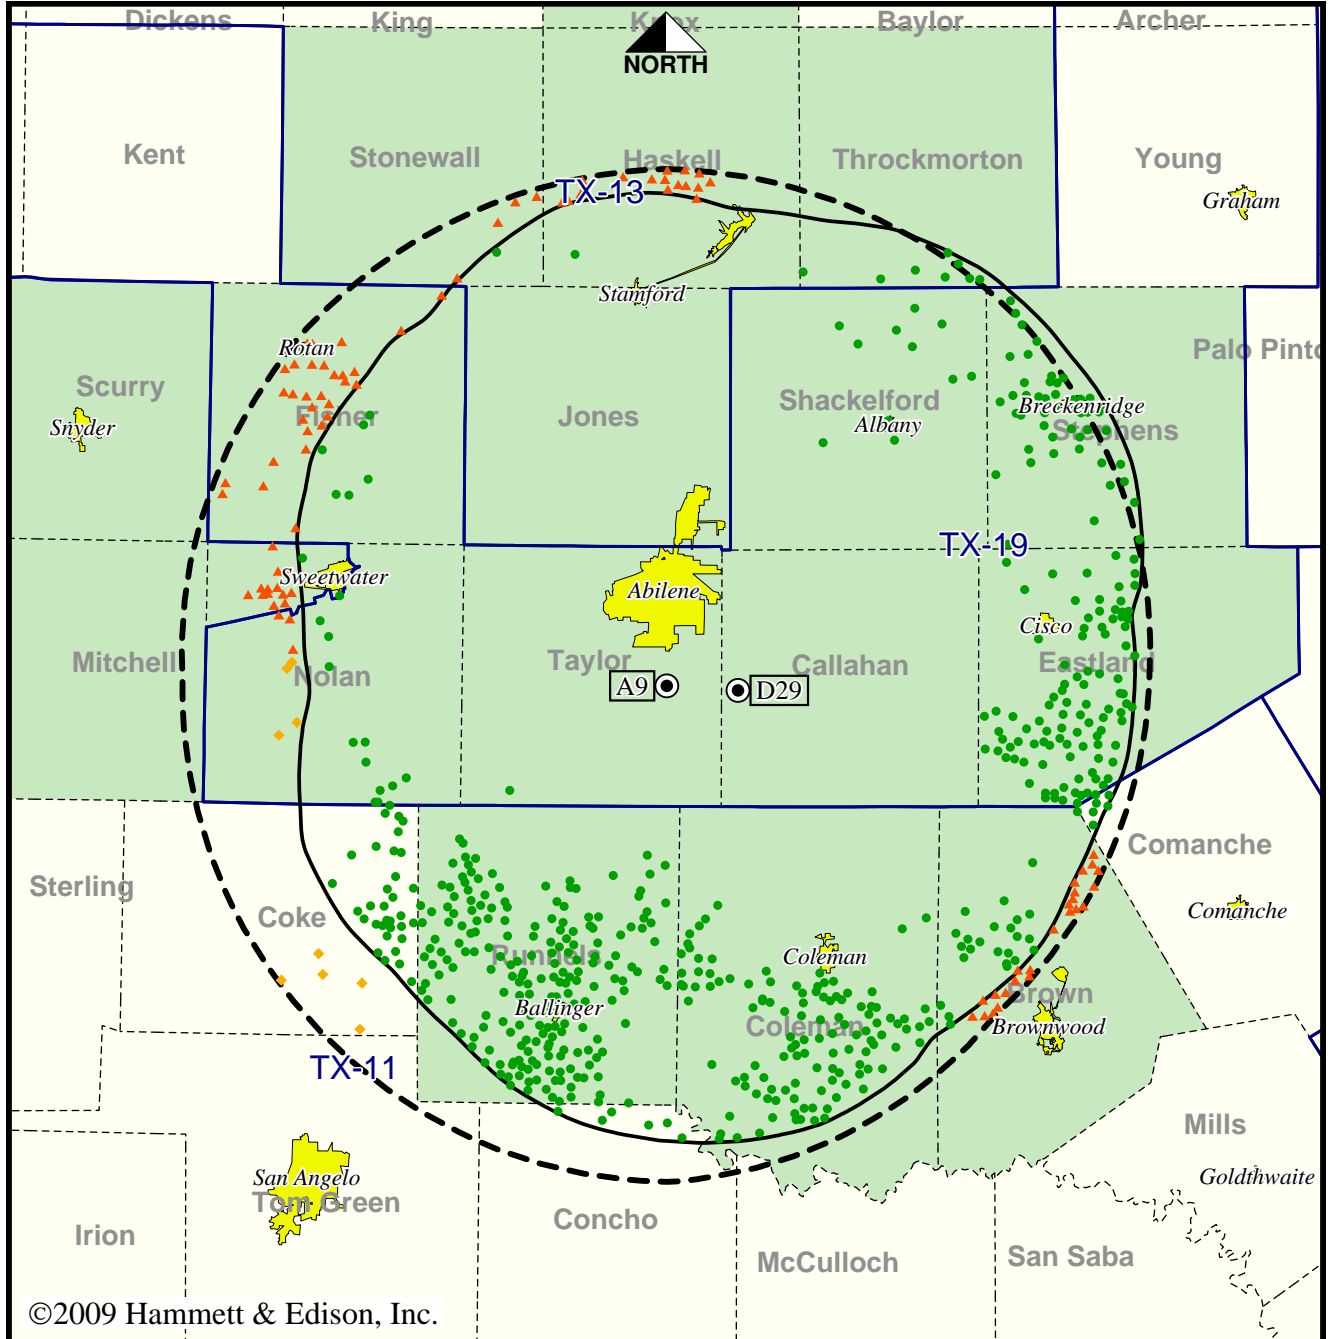 Dickens
King
Knox
Baylor
Archer
NORTH
Kent
Stonewall
Haskell
Throckmorton
Young
TX-13
Graham
Stamford
Rotan
Palo Pinto
Scurry
Fisher
Jones
Shackelford
Breckenridge
Snyder
Albany
Stephens
TX-19
Sweetwater
Abilene
Cisco
Mitchell
Nolan
Taylor
Callahan
Eastland
A9
D29
Sterling
Coke
Comanche
Comanche
Runnels
Coleman
Ballinger
Coleman
Brown
Brownwood
TX-11
Mills
San Angelo
Tom Green
Goldthwaite
Irion
Concho
McCulloch
San Saba
©2009 Hammett & Edison, Inc.